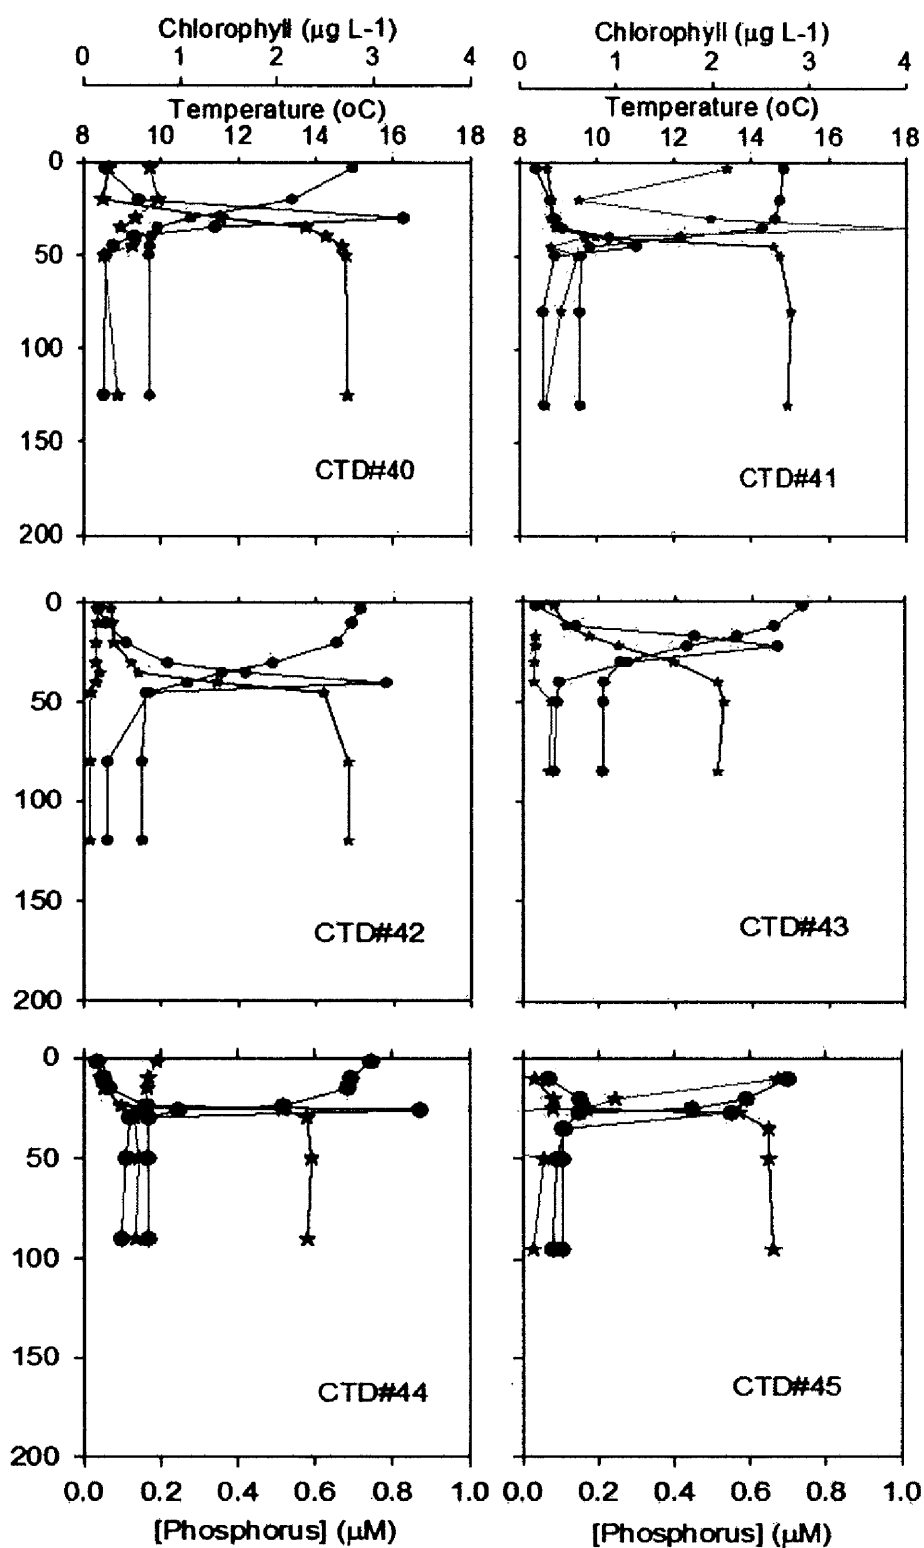 Chlorophyll (µg L-1)
0 1 2 3 4
Temperature (oC)
8 10 12 14 16 18
0
50
100
150
200
CTD#40
Chlorophyll (µg L-1)
0 1 2 3 4
Temperature (oC)
8 10 12 14 16 18
CTD#41
0
50
100
150
200
CTD#42
CTD#43
0
50
100
150
200
CTD#44
0.0 0.2 0.4 0.6 0.8 1.0
[Phosphorus] (µM)
CTD#45
0.0 0.2 0.4 0.6 0.8 1.0
[Phosphorus] (µM)